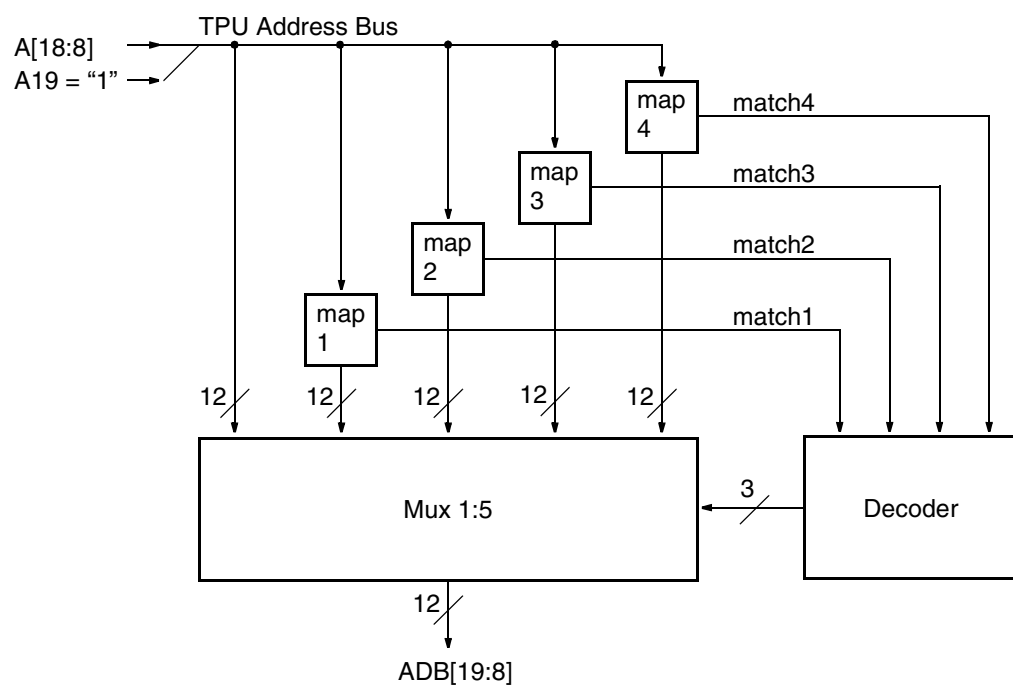 TPU Address Bus
A[18:8]
A19 = “1”
map
4
match4
map
3
match3
map
2
match2
map
1
match1
12
12
12
12
12
Mux 1:5
3
Decoder
12
ADB[19:8]